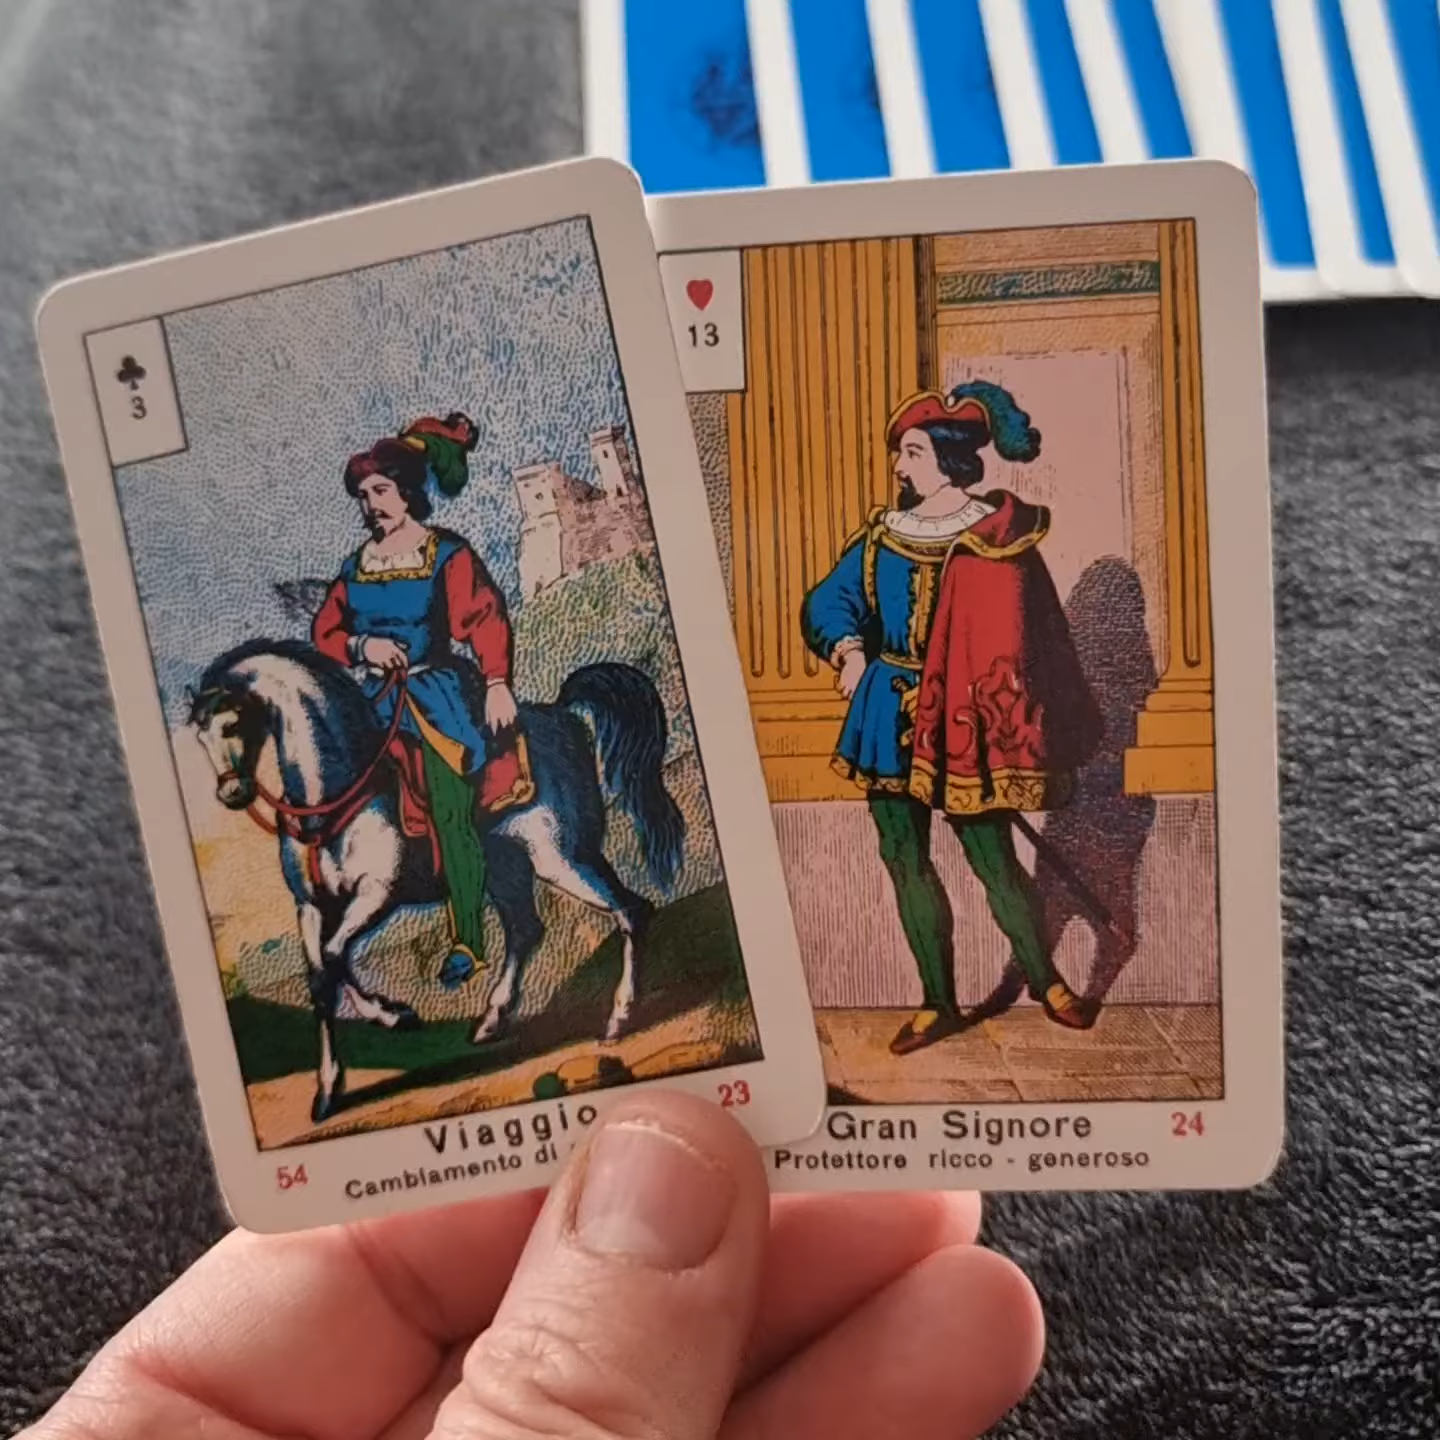 3
Viaggio
23
54
Cambiamento di
13
Gran Signore
24
Protettore ricco - generoso